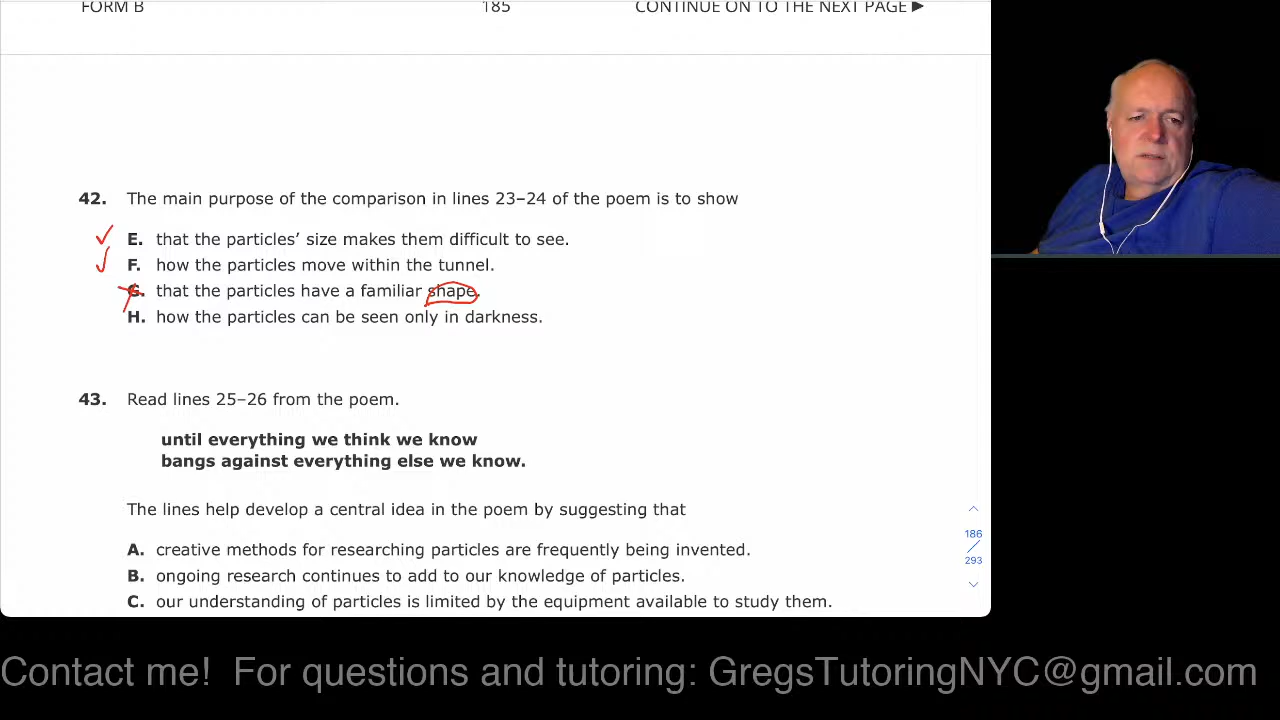 FORM B 185 CONTINUE ON TO THE NEXT PAGE ▶
42. The main purpose of the comparison in lines 23–24 of the poem is to show
E. that the particles’ size makes them difficult to see.
F. how the particles move within the tunnel.
G. that the particles have a familiar shape.
H. how the particles can be seen only in darkness.
43. Read lines 25–26 from the poem.
until everything we think we know
bangs against everything else we know.
The lines help develop a central idea in the poem by suggesting that
A. creative methods for researching particles are frequently being invented.
B. ongoing research continues to add to our knowledge of particles.
C. our understanding of particles is limited by the equipment available to study them.
186
293
Contact me! For questions and tutoring: GregsTutoringNYC@gmail.com